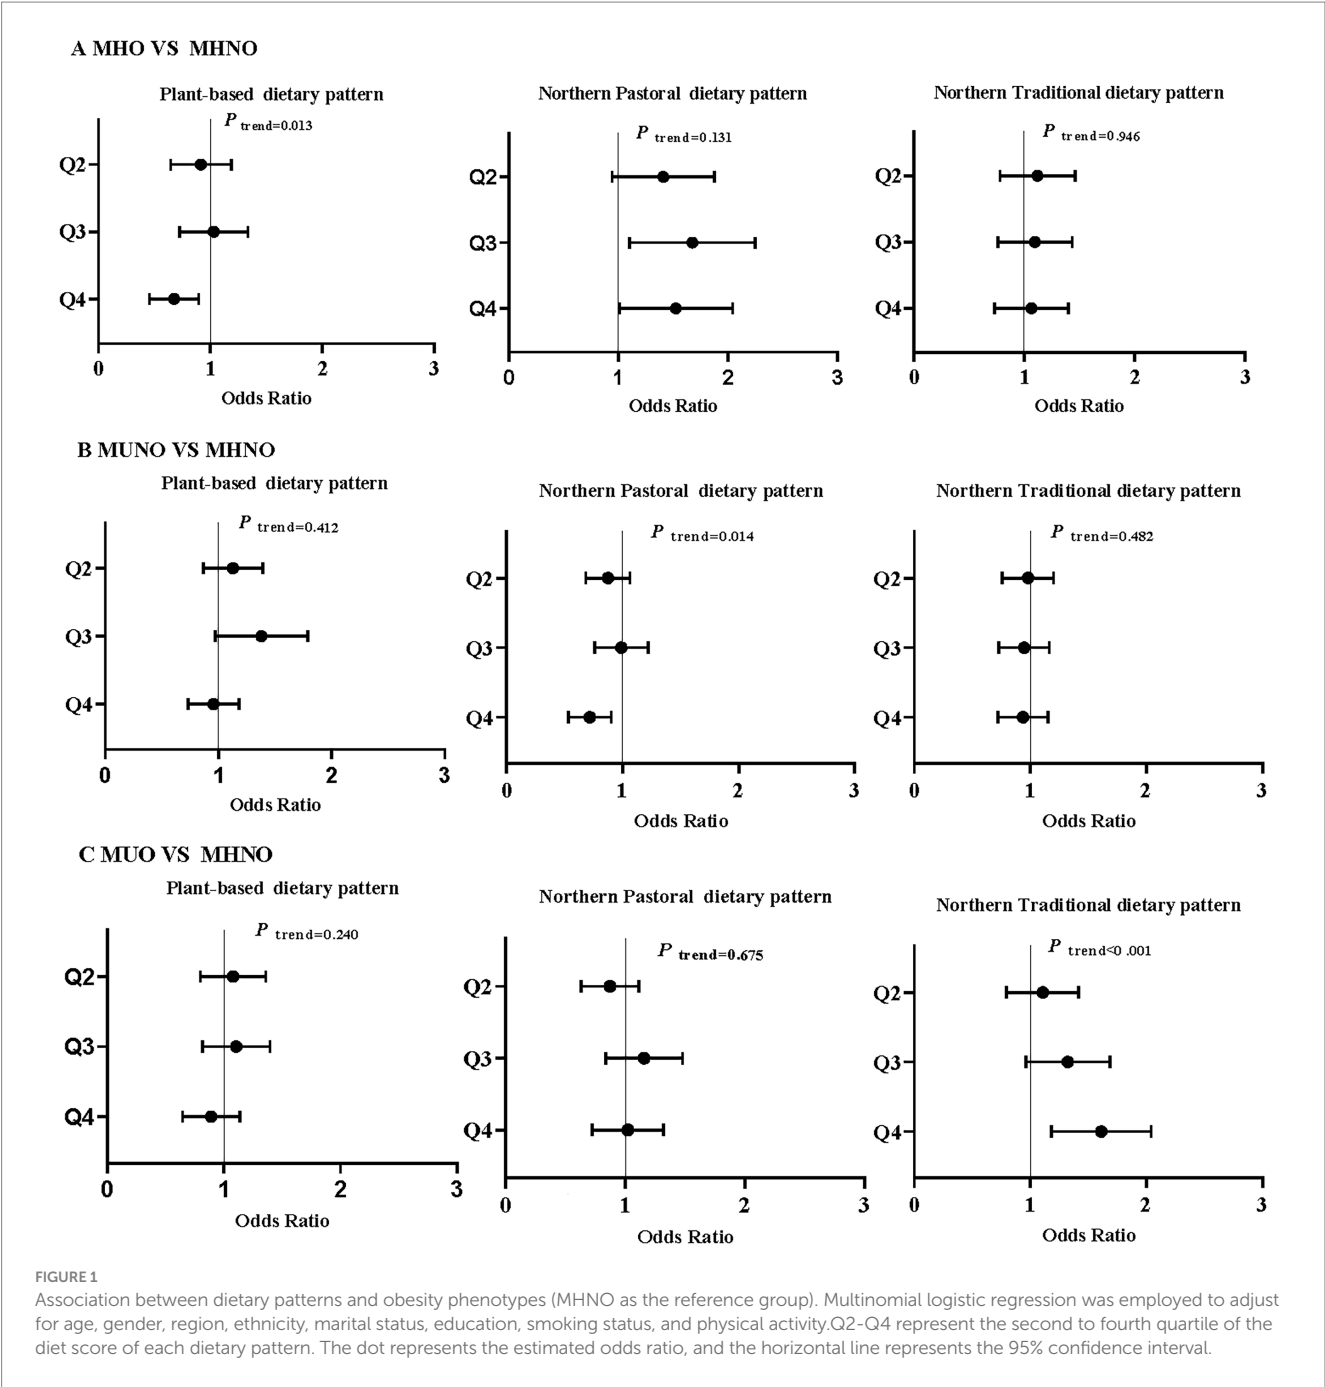 A MHO VS MHNO
Plant-based dietary pattern
P trend=0.013
Q2
Q3
Q4
0 1 2 3
Odds Ratio
Northern Pastoral dietary pattern
P trend=0.131
Q2
Q3
Q4
0 1 2 3
Odds Ratio
Northern Traditional dietary pattern
P trend=0.946
Q2
Q3
Q4
0 1 2 3
Odds Ratio
B MUNO VS MHNO
Plant-based dietary pattern
P trend=0.412
Q2
Q3
Q4
0 1 2 3
Odds Ratio
Northern Pastoral dietary pattern
P trend=0.014
Q2
Q3
Q4
0 1 2 3
Odds Ratio
Northern Traditional dietary pattern
P trend=0.482
Q2
Q3
Q4
0 1 2 3
Odds Ratio
C MUO VS MHNO
Plant-based dietary pattern
P trend=0.240
Q2
Q3
Q4
0 1 2 3
Odds Ratio
Northern Pastoral dietary pattern
P trend=0.675
Q2
Q3
Q4
0 1 2 3
Odds Ratio
Northern Traditional dietary pattern
P trend<0 .001
Q2
Q3
Q4
0 1 2 3
Odds Ratio
FIGURE 1
Association between dietary patterns and obesity phenotypes (MHNO as the reference group). Multinomial logistic regression was employed to adjust
for age, gender, region, ethnicity, marital status, education, smoking status, and physical activity.Q2-Q4 represent the second to fourth quartile of the
diet score of each dietary pattern. The dot represents the estimated odds ratio, and the horizontal line represents the 95% confidence interval.